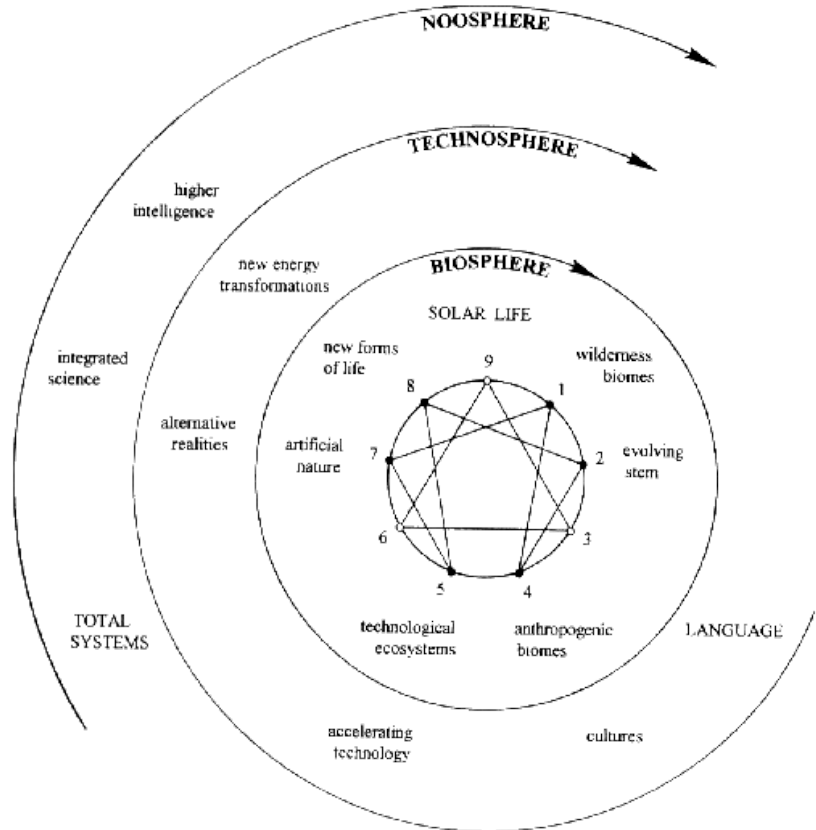 NOOSPHERE
TECHNOSPHERE
higher
intelligence
new energy
transformations
BIOSPHERE
SOLAR LIFE
new forms
of life
wilderness
biomes
integrated
science
9
8
1
alternative
realities
artificial
nature
7
2
evolving
stem
6
3
5
4
TOTAL
SYSTEMS
technological
ecosystems
anthropogenic
biomes
LANGUAGE
accelerating
technology
cultures